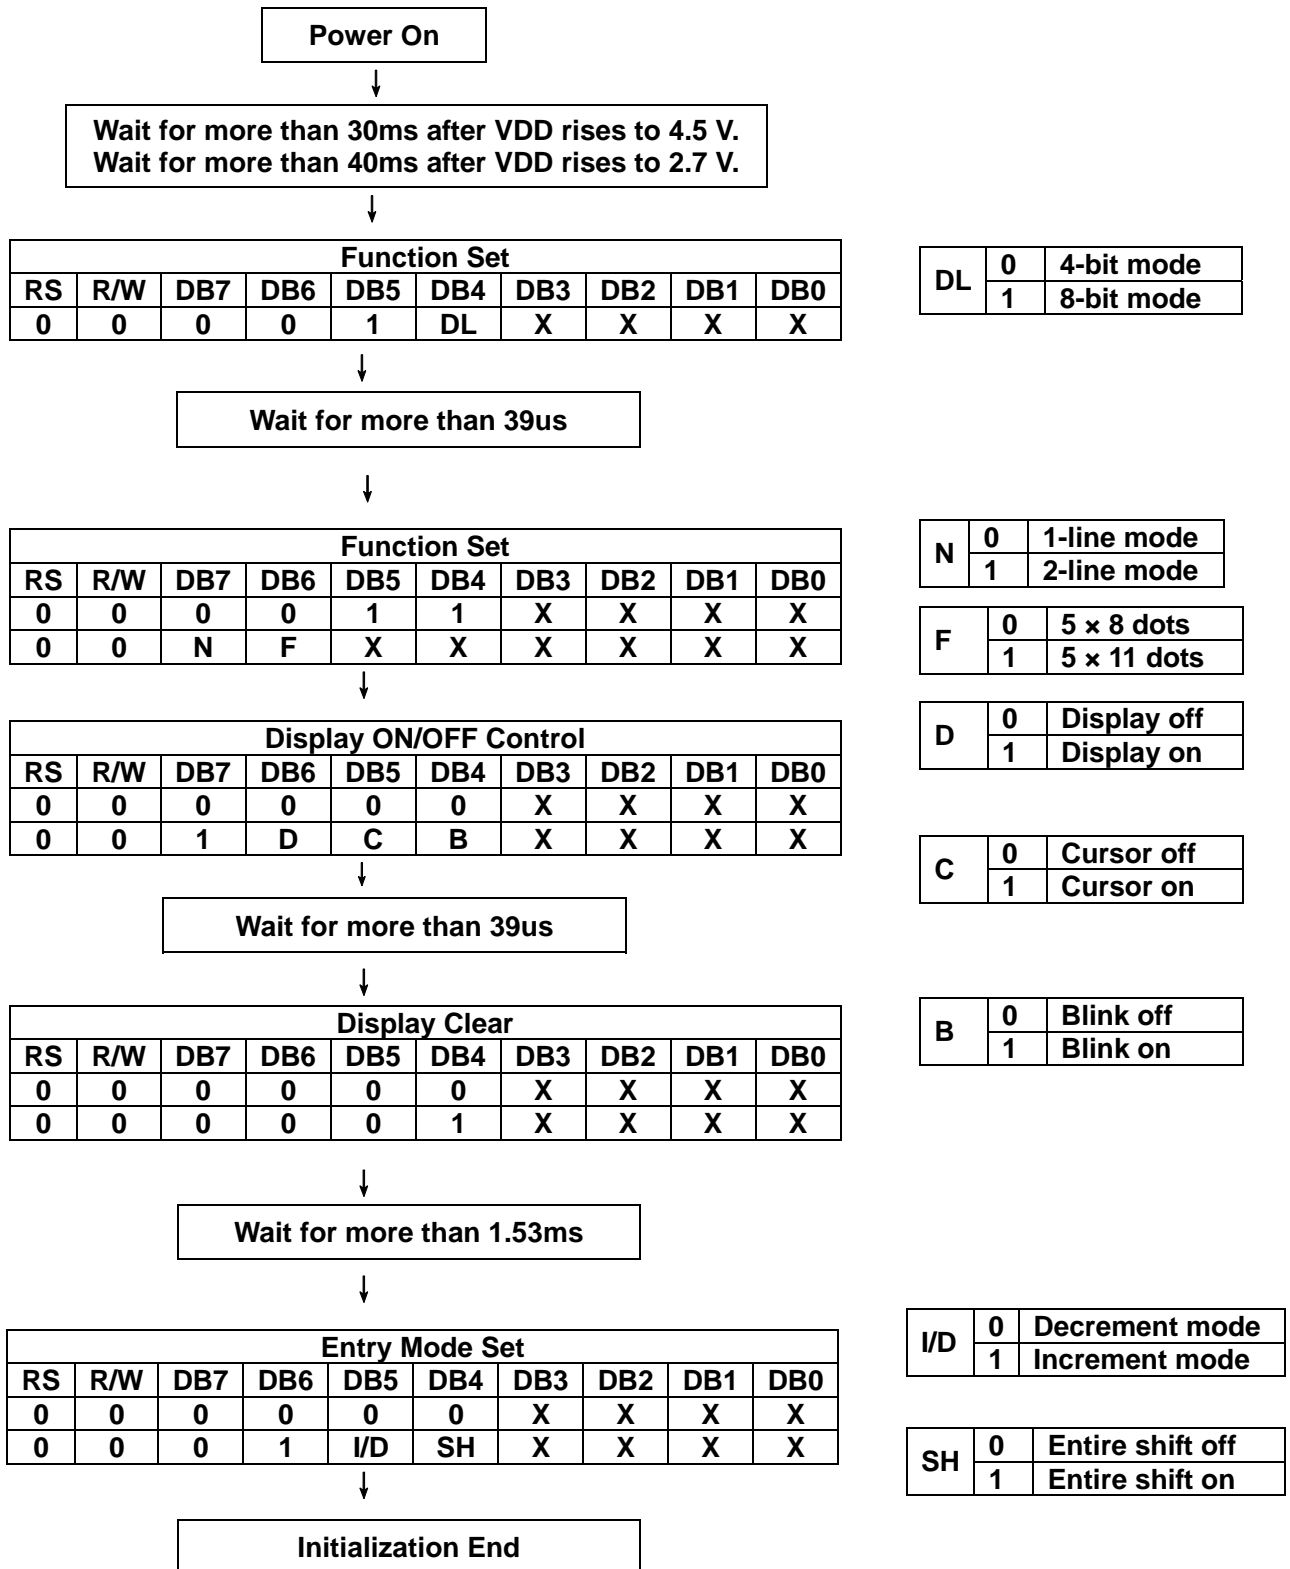 Power On
Wait for more than 30ms after VDD rises to 4.5 V.
Wait for more than 40ms after VDD rises to 2.7 V.
Function Set
RS R/W DB7 DB6 DB5 DB4 DB3 DB2 DB1 DB0
0 0 0 0 1 DL X X X X
DL 0 4-bit mode
1 8-bit mode
Wait for more than 39us
Function Set
RS R/W DB7 DB6 DB5 DB4 DB3 DB2 DB1 DB0
0 0 0 0 1 1 X X X X
0 0 N F X X X X X X
N 0 1-line mode
1 2-line mode
F 0 5 × 8 dots
1 5 × 11 dots
Display ON/OFF Control
RS R/W DB7 DB6 DB5 DB4 DB3 DB2 DB1 DB0
0 0 0 0 0 0 X X X X
0 0 1 D C B X X X X
D 0 Display off
1 Display on
C 0 Cursor off
1 Cursor on
Wait for more than 39us
Display Clear
RS R/W DB7 DB6 DB5 DB4 DB3 DB2 DB1 DB0
0 0 0 0 0 0 X X X X
0 0 0 0 0 1 X X X X
B 0 Blink off
1 Blink on
Wait for more than 1.53ms
Entry Mode Set
RS R/W DB7 DB6 DB5 DB4 DB3 DB2 DB1 DB0
0 0 0 0 0 0 X X X X
0 0 0 1 I/D SH X X X X
I/D 0 Decrement mode
1 Increment mode
SH 0 Entire shift off
1 Entire shift on
Initialization End